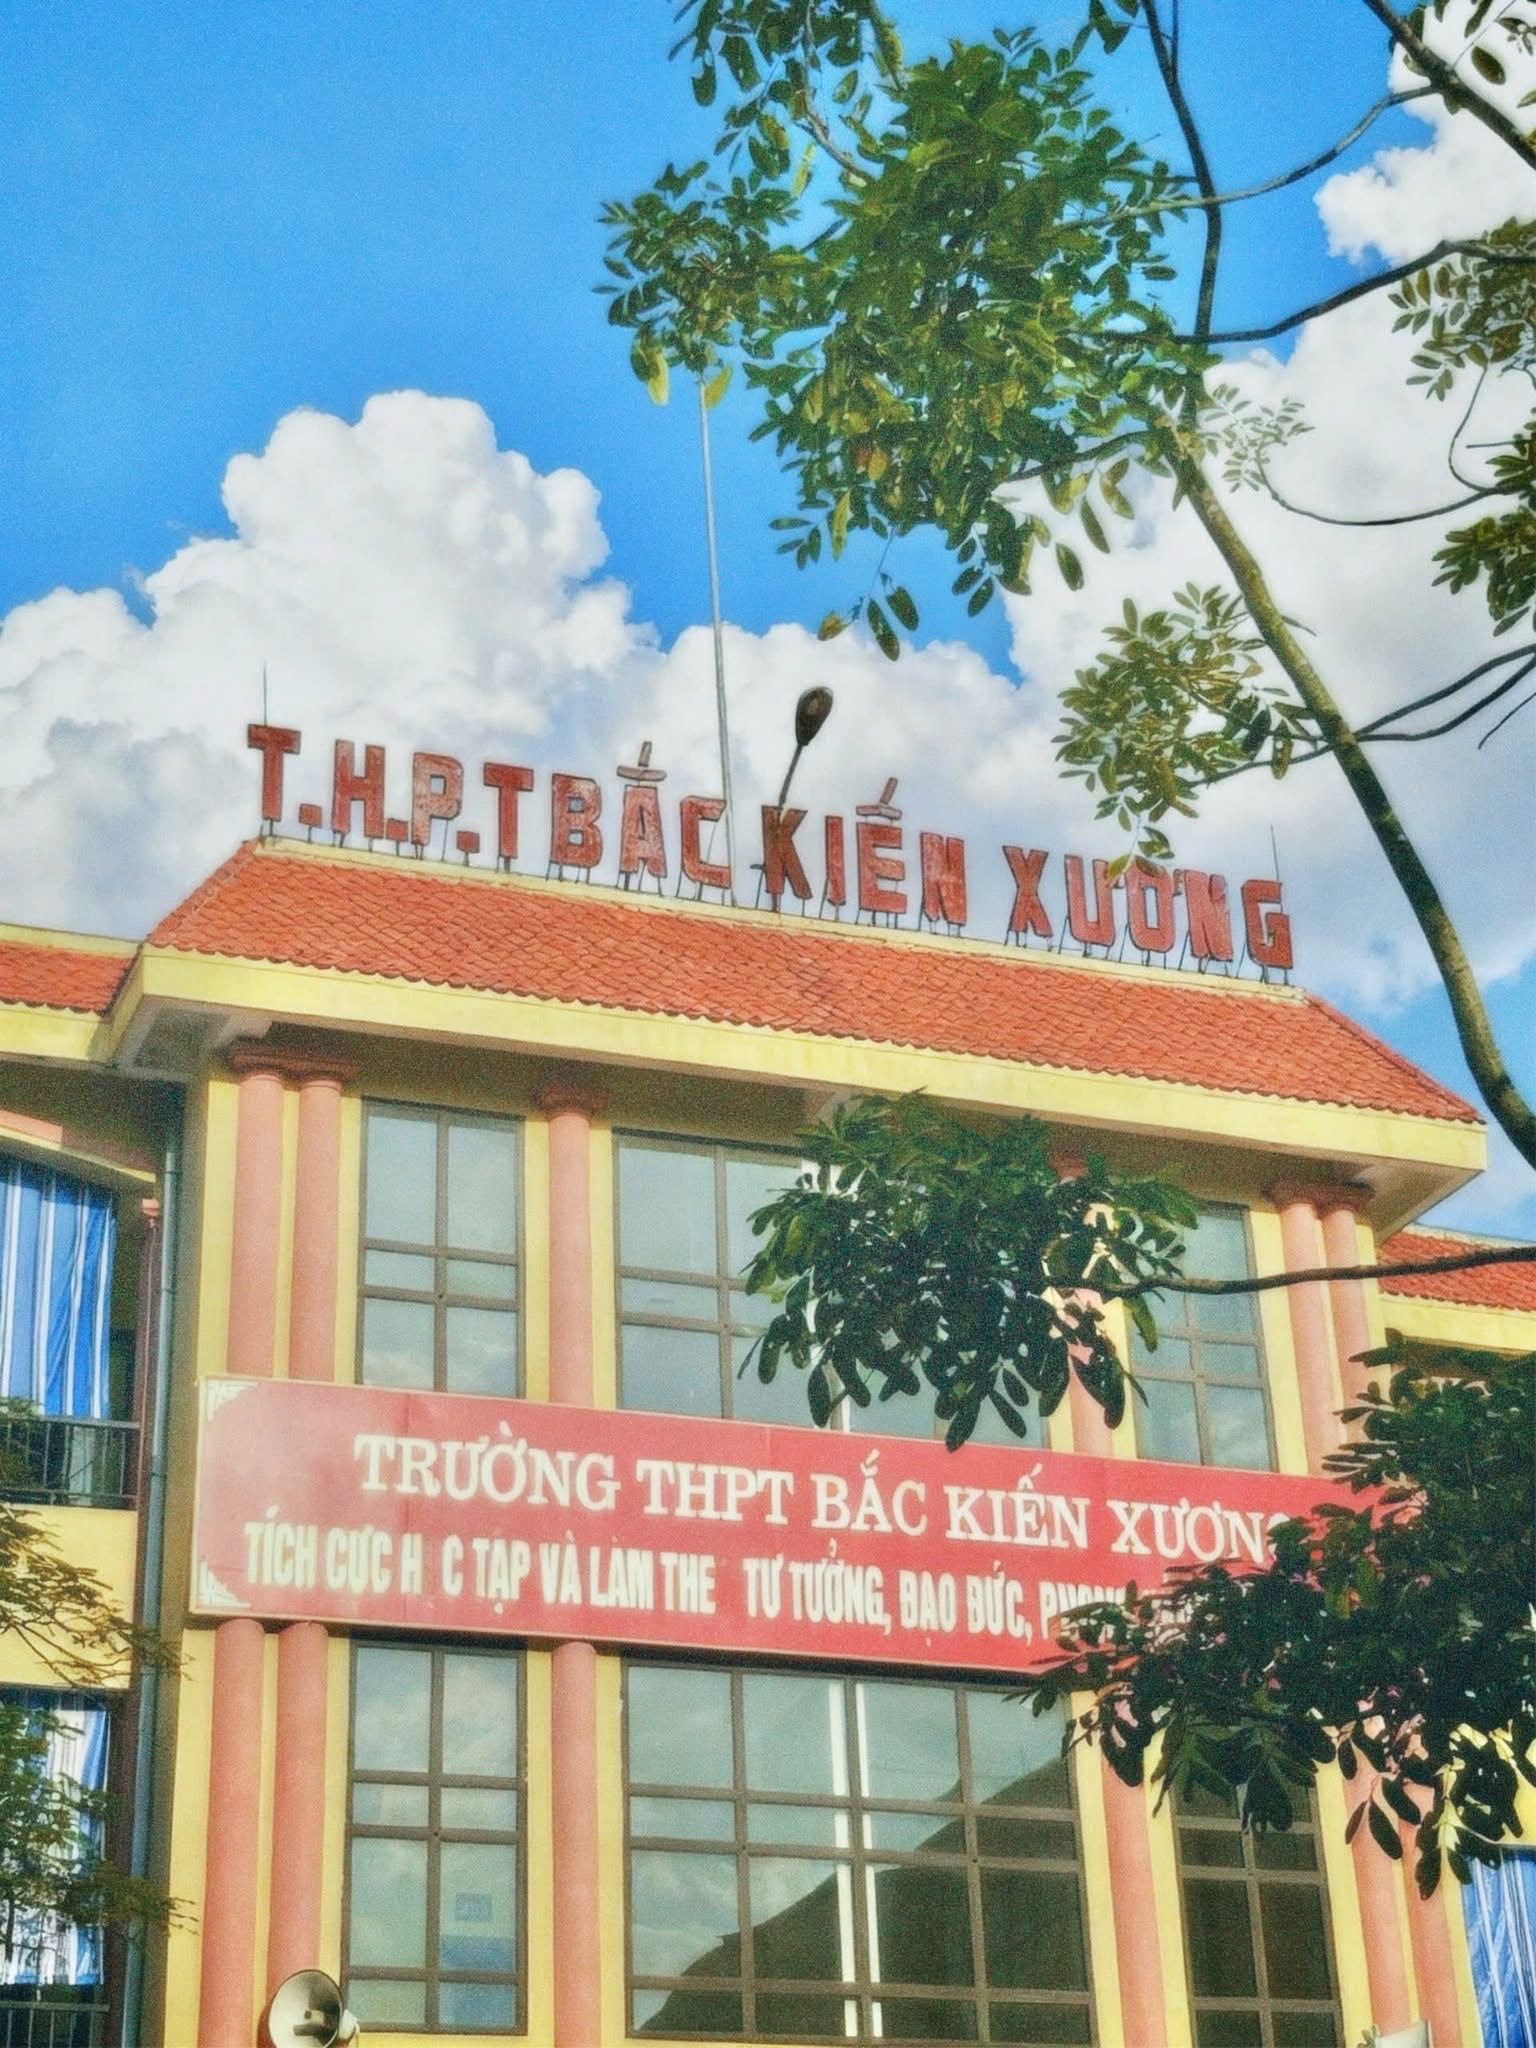 T.H.P.T BẮC KIẾN XƯƠNG
TRƯỜNG THPT BẮC KIẾN XƯƠNG
TÍCH CỰC H C TẬP VÀ LÀM THE TƯ TƯỞNG, ĐẠO ĐỨC,